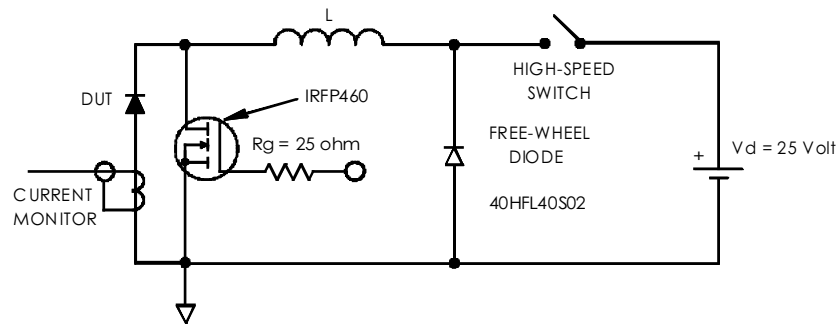 L
HIGH-SPEED
SWITCH
DUT
IRFP460
Rg = 25 ohm
FREE-WHEEL
DIODE
+
Vd = 25 Volt
CURRENT
MONITOR
40HFL40S02